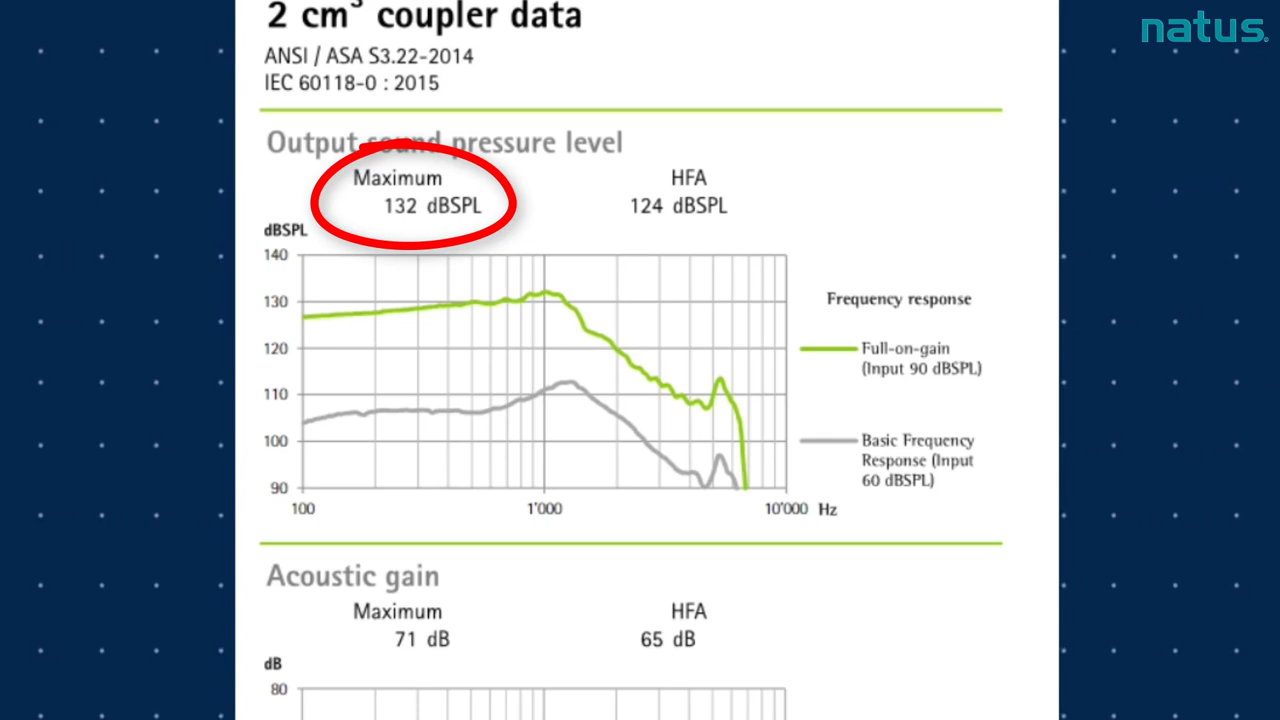 2 cm³ coupler data
natus.
ANSI / ASA S3.22-2014
IEC 60118-0 : 2015
Output sound pressure level
Maximum HFA
132 dBSPL 124 dBSPL
dBSPL
140
130
120
110
100
90
100 1'000 10'000 Hz
Frequency response
Full-on-gain
(Input 90 dBSPL)
Basic Frequency
Response (Input
60 dBSPL)
Acoustic gain
Maximum HFA
71 dB 65 dB
dB
80